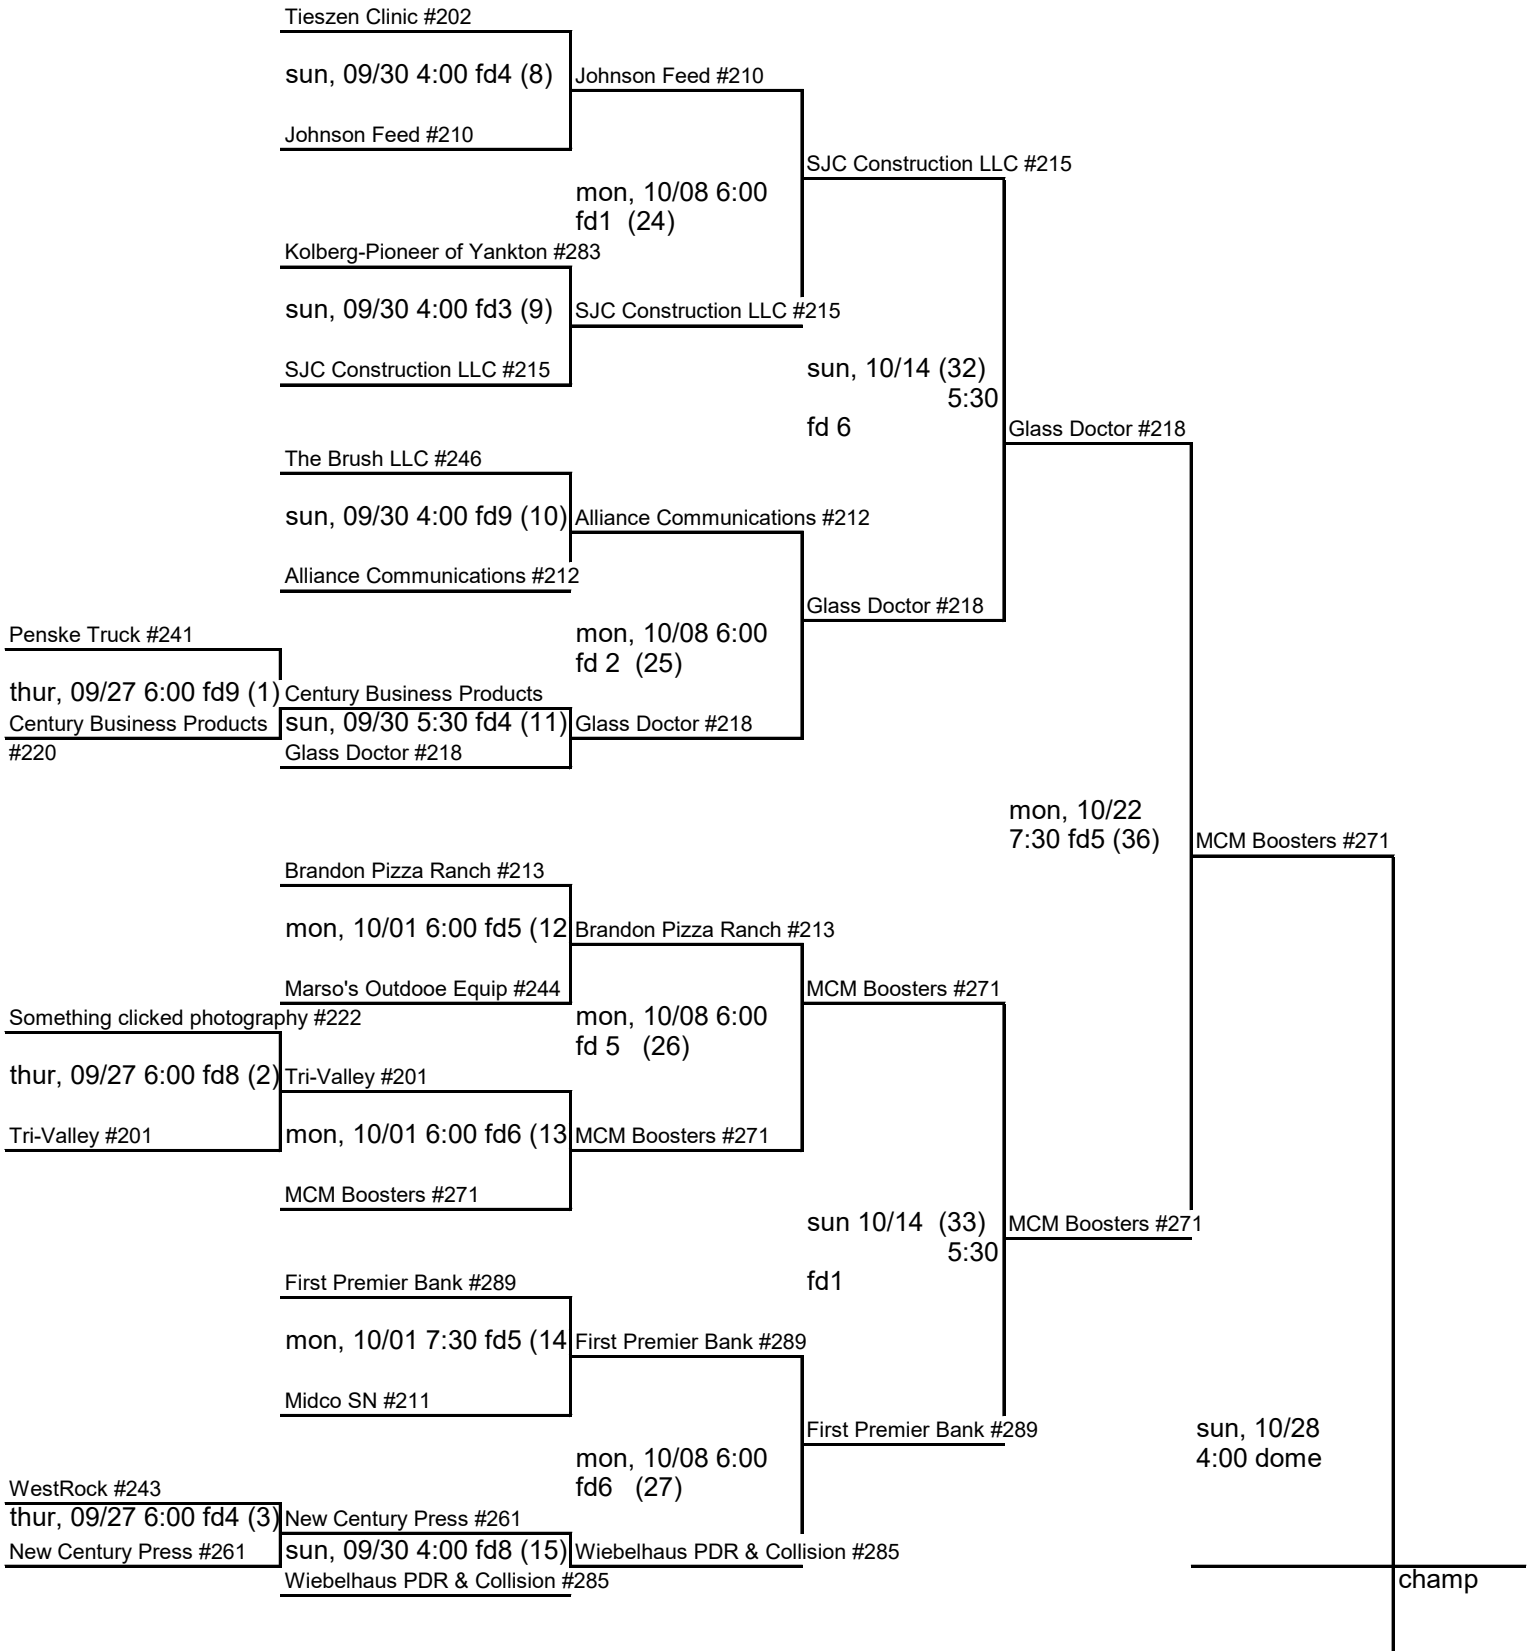 Tieszen Clinic #202
sun, 09/30 4:00 fd4 (8)
Johnson Feed #210
Johnson Feed #210
SJC Construction LLC #215
mon, 10/08 6:00
fd1 (24)
Kolberg-Pioneer of Yankton #283
sun, 09/30 4:00 fd3 (9)
SJC Construction LLC #215
SJC Construction LLC #215
sun, 10/14 (32)
5:30
fd 6
Glass Doctor #218
The Brush LLC #246
sun, 09/30 4:00 fd9 (10)
Alliance Communications #212
Alliance Communications #212
Glass Doctor #218
Penske Truck #241
mon, 10/08 6:00
fd 2 (25)
thur, 09/27 6:00 fd9 (1)
Century Business Products
Century Business Products
#220
sun, 09/30 5:30 fd4 (11)
Glass Doctor #218
Glass Doctor #218
mon, 10/22
7:30 fd5 (36)
MCM Boosters #271
Brandon Pizza Ranch #213
mon, 10/01 6:00 fd5 (12
Brandon Pizza Ranch #213
Marso's Outdooe Equip #244
MCM Boosters #271
Something clicked photography #222
mon, 10/08 6:00
fd 5 (26)
thur, 09/27 6:00 fd8 (2)
Tri-Valley #201
Tri-Valley #201
mon, 10/01 6:00 fd6 (13
MCM Boosters #271
MCM Boosters #271
sun 10/14 (33)
5:30
fd1
MCM Boosters #271
First Premier Bank #289
mon, 10/01 7:30 fd5 (14
First Premier Bank #289
Midco SN #211
First Premier Bank #289
sun, 10/28
4:00 dome
mon, 10/08 6:00
fd6 (27)
WestRock #243
thur, 09/27 6:00 fd4 (3)
New Century Press #261
New Century Press #261
sun, 09/30 4:00 fd8 (15)
Wiebelhaus PDR & Collision #285
Wiebelhaus PDR & Collision #285
champ